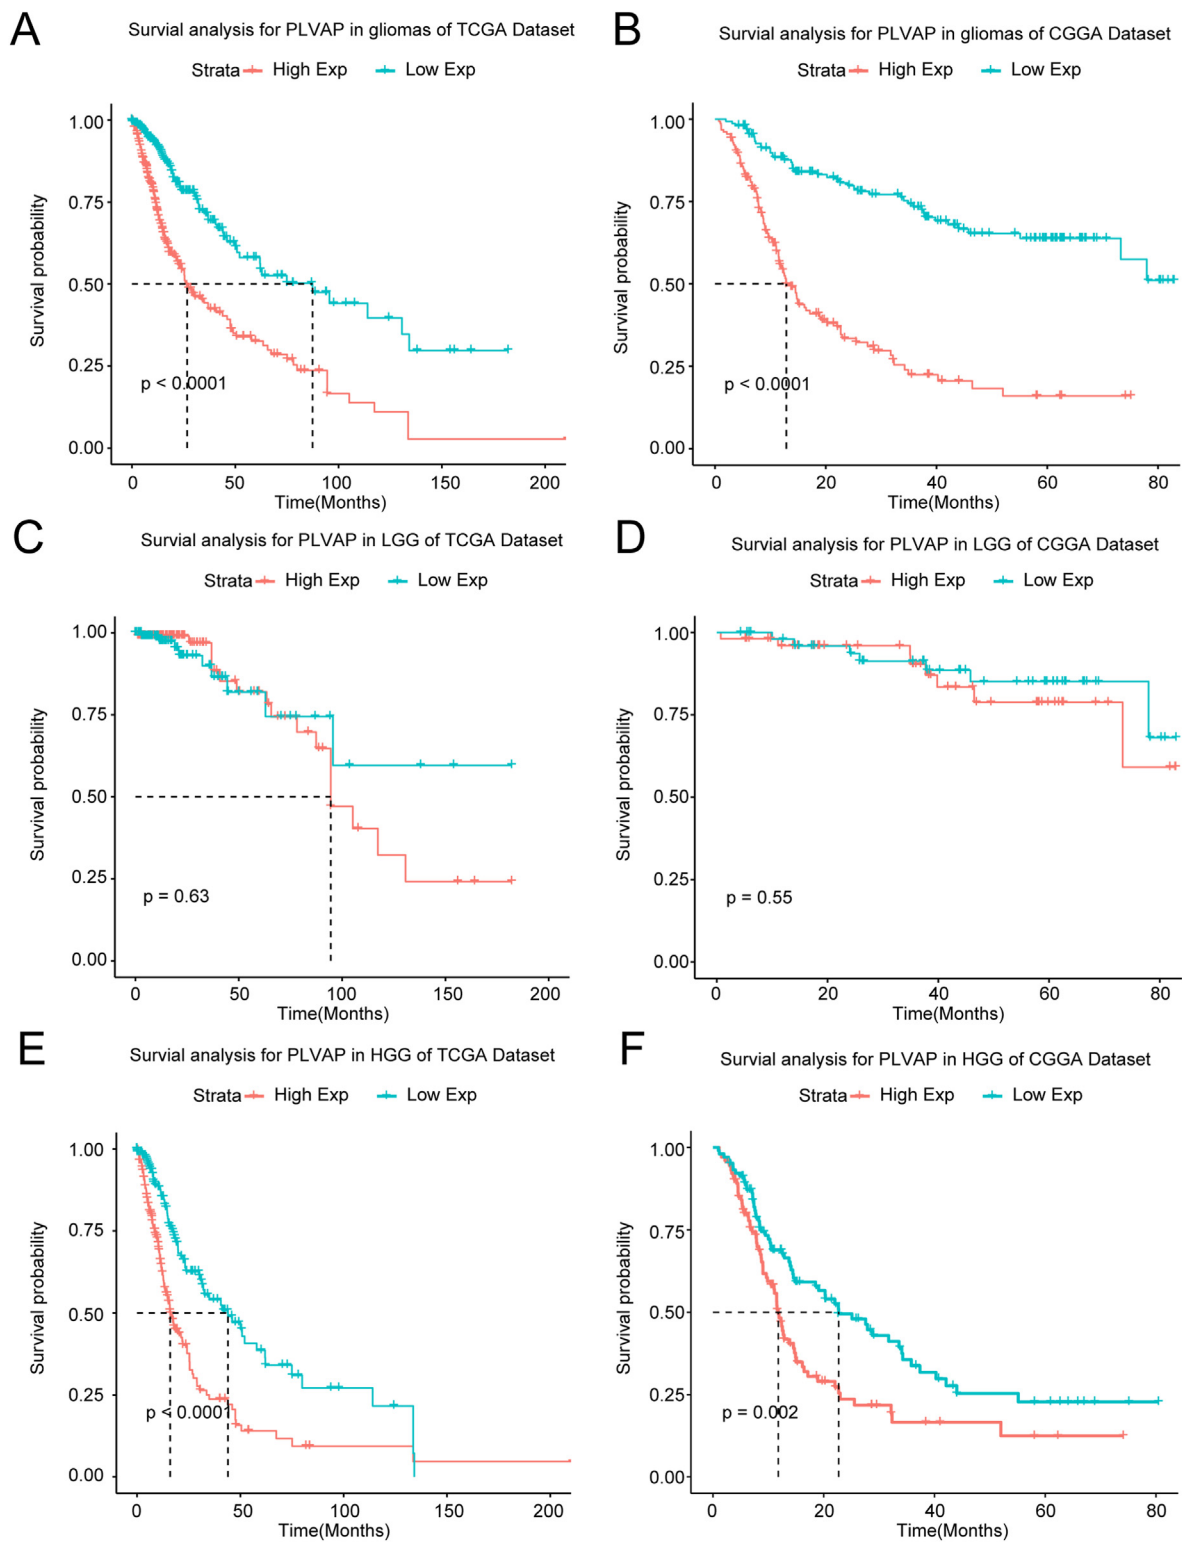 A
Survial analysis for PLVAP in gliomas of TCGA Dataset
Strata High Exp Low Exp
1.00
0.75
0.50
0.25
0.00
Survival probability
p < 0.0001
0 50 100 150 200
Time(Months)
B
Survial analysis for PLVAP in gliomas of CGGA Dataset
Strata High Exp Low Exp
1.00
0.75
0.50
0.25
0.00
Survival probability
p < 0.0001
0 20 40 60 80
Time(Months)
C
Survial analysis for PLVAP in LGG of TCGA Dataset
Strata High Exp Low Exp
1.00
0.75
0.50
0.25
0.00
Survival probability
p = 0.63
0 50 100 150 200
Time(Months)
D
Survial analysis for PLVAP in LGG of CGGA Dataset
Strata High Exp Low Exp
1.00
0.75
0.50
0.25
0.00
Survival probability
p = 0.55
0 20 40 60 80
Time(Months)
E
Survial analysis for PLVAP in HGG of TCGA Dataset
Strata High Exp Low Exp
1.00
0.75
0.50
0.25
0.00
Survival probability
p < 0.0001
0 50 100 150 200
Time(Months)
F
Survial analysis for PLVAP in HGG of CGGA Dataset
Strata High Exp Low Exp
1.00
0.75
0.50
0.25
0.00
Survival probability
p = 0.002
0 20 40 60 80
Time(Months)